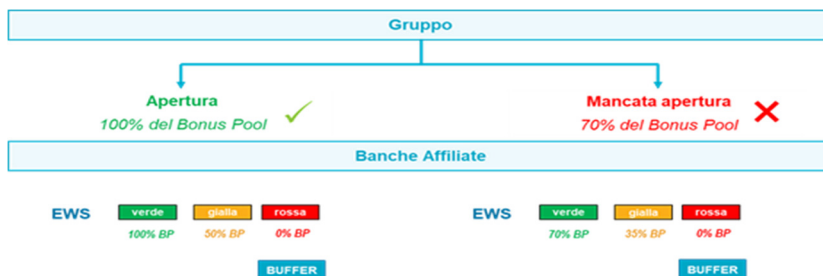 Gruppo
Apertura
100% del Bonus Pool
Mancata apertura
70% del Bonus Pool
Banche Affiliate
EWS verde gialla rossa
100% BP 50% BP 0% BP
BUFFER
EWS verde gialla rossa
70% BP 35% BP 0% BP
BUFFER